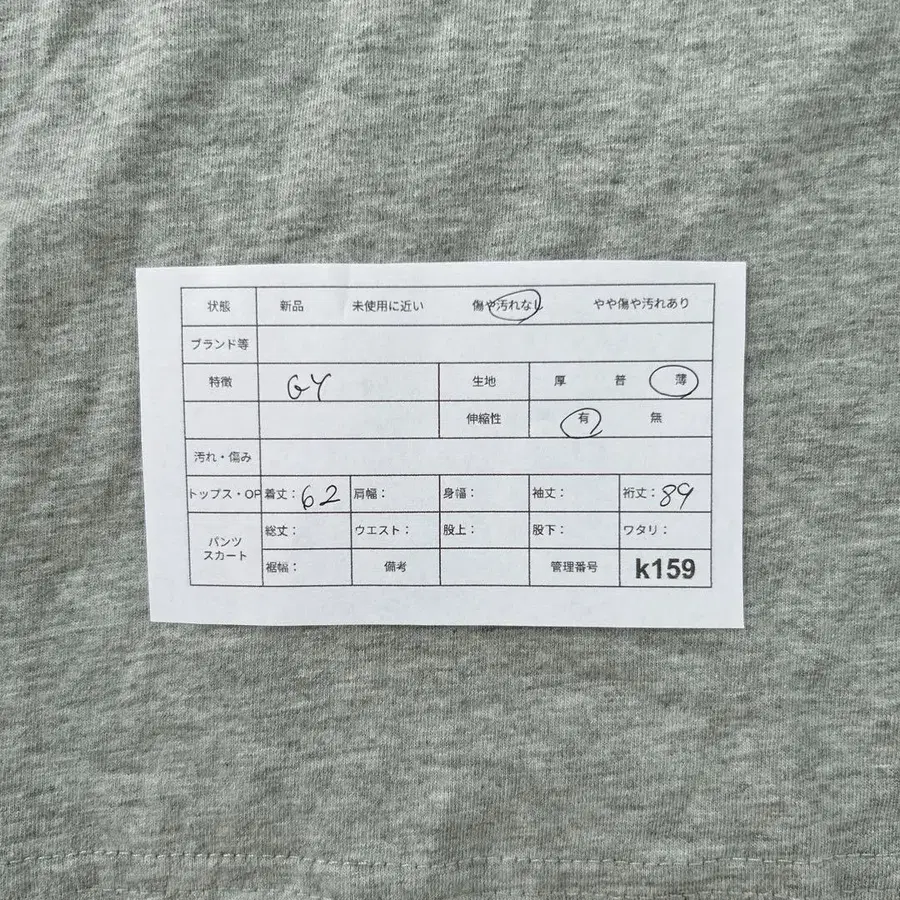 状態 新品 未使用に近い 傷や汚れなし やや傷や汚れあり
ブランド等
特徴 GY 生地 厚 普 薄
伸縮性 有 無
汚れ・傷み
トップス・OP 着丈：62 肩幅： 身幅： 袖丈： 裄丈：89
パンツ スカート 総丈： ウエスト： 股上： 股下： ワタリ：
裾幅： 備考 管理番号 k159